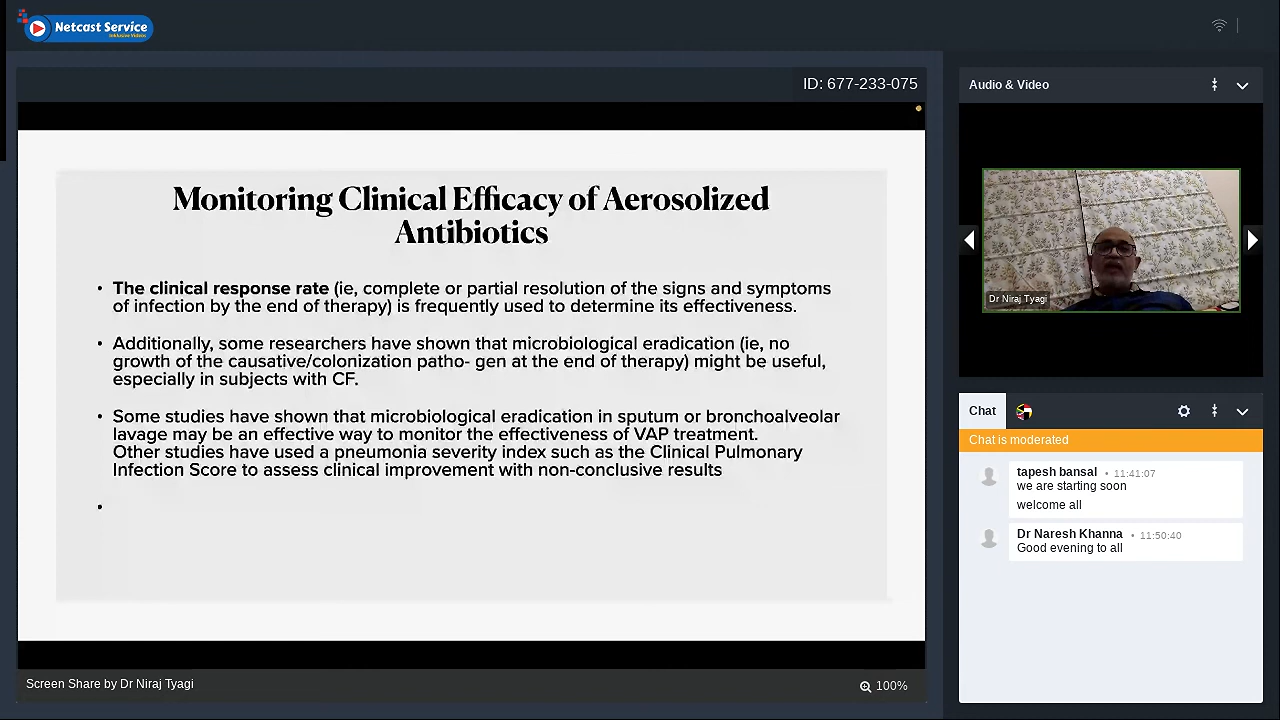 Netcast Service
Inklusive Videos
ID: 677-233-075
Monitoring Clinical Efficacy of Aerosolized
Antibiotics
• The clinical response rate (ie, complete or partial resolution of the signs and symptoms
of infection by the end of therapy) is frequently used to determine its effectiveness.
• Additionally, some researchers have shown that microbiological eradication (ie, no
growth of the causative/colonization patho- gen at the end of therapy) might be useful,
especially in subjects with CF.
• Some studies have shown that microbiological eradication in sputum or bronchoalveolar
lavage may be an effective way to monitor the effectiveness of VAP treatment.
Other studies have used a pneumonia severity index such as the Clinical Pulmonary
Infection Score to assess clinical improvement with non-conclusive results
•
Screen Share by Dr Niraj Tyagi
100%
Audio & Video
Dr Niraj Tyagi
Chat
Chat is moderated
tapesh bansal • 11:41:07
we are starting soon
welcome all
Dr Naresh Khanna • 11:50:40
Good evening to all